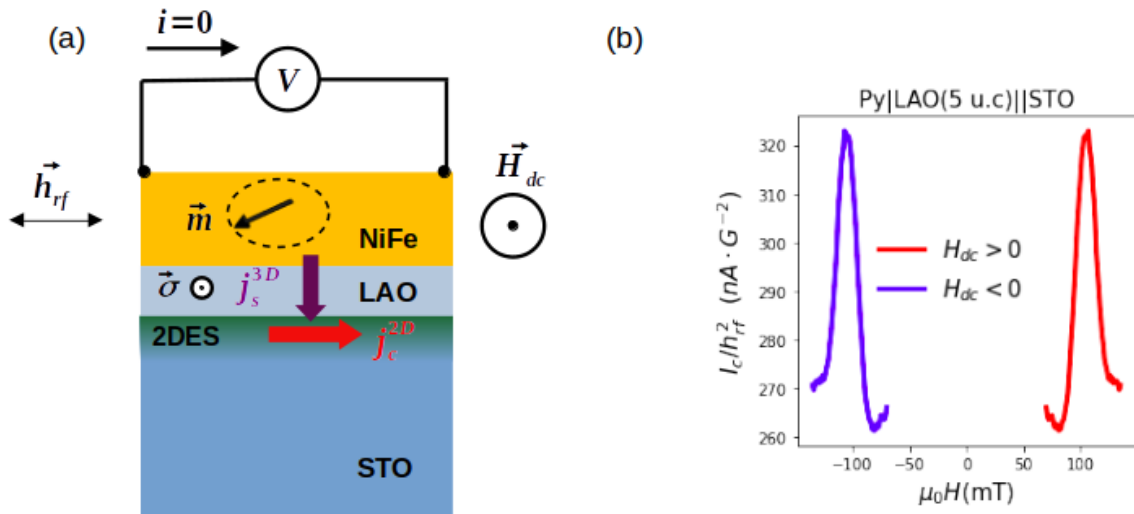 (a)
i=0
V
h_rf
H_dc
m
NiFe
σ
j_s^3D
LAO
2DES
j_c^2D
STO
(b)
Py|LAO(5 u.c)||STO
320
310
300
290
280
270
260
I_c/h_rf^2 (nA · G^-2)
H_dc > 0
H_dc < 0
−100 −50 0 50 100
μ_0H(mT)